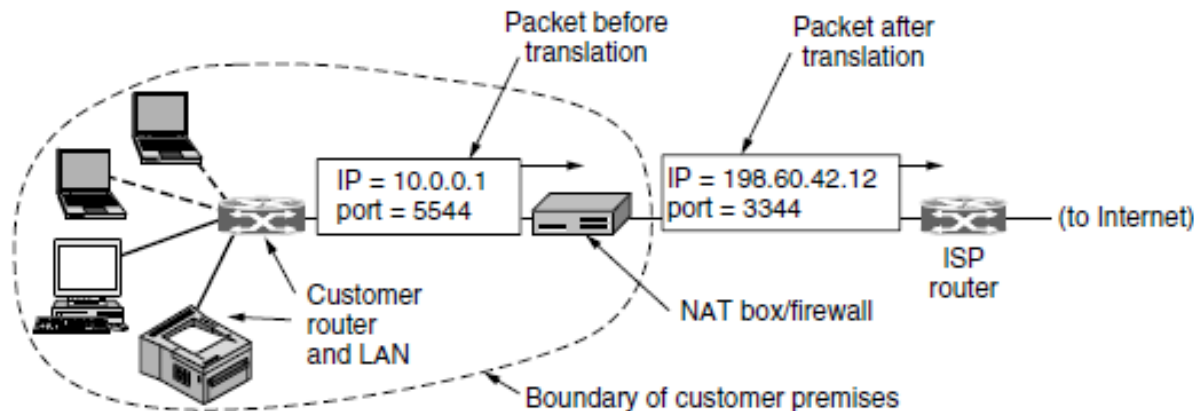 Packet before
translation
Packet after
translation
IP = 10.0.0.1
port = 5544
IP = 198.60.42.12
port = 3344
(to Internet)
ISP
router
Customer
router
and LAN
NAT box/firewall
Boundary of customer premises